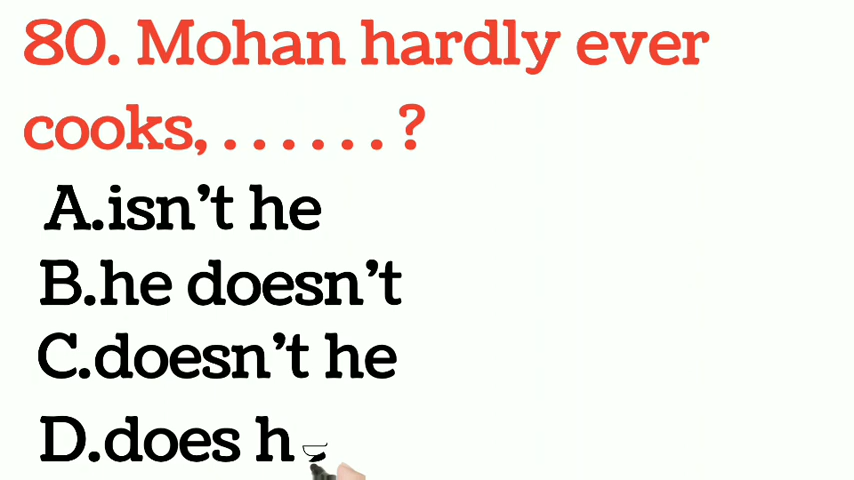 80. Mohan hardly ever
cooks, . . . . . . ?
A.isn't he
B.he doesn't
C.doesn't he
D.does h